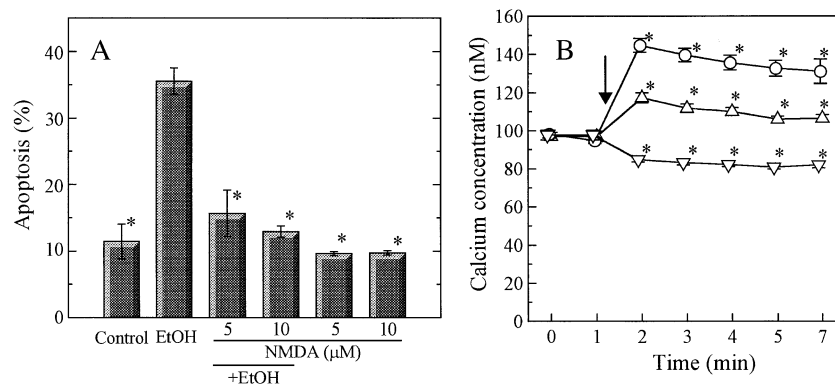 A
Apoptosis (%)
40
30
20
10
0
Control EtOH 5 10 5 10
NMDA (μM)
+EtOH
* * * * *
B
Calcium concentration (nM)
160
140
120
100
80
60
40
20
0
* * * * *
* * * * *
* * * * *
0 1 2 3 4 5 7
Time (min)